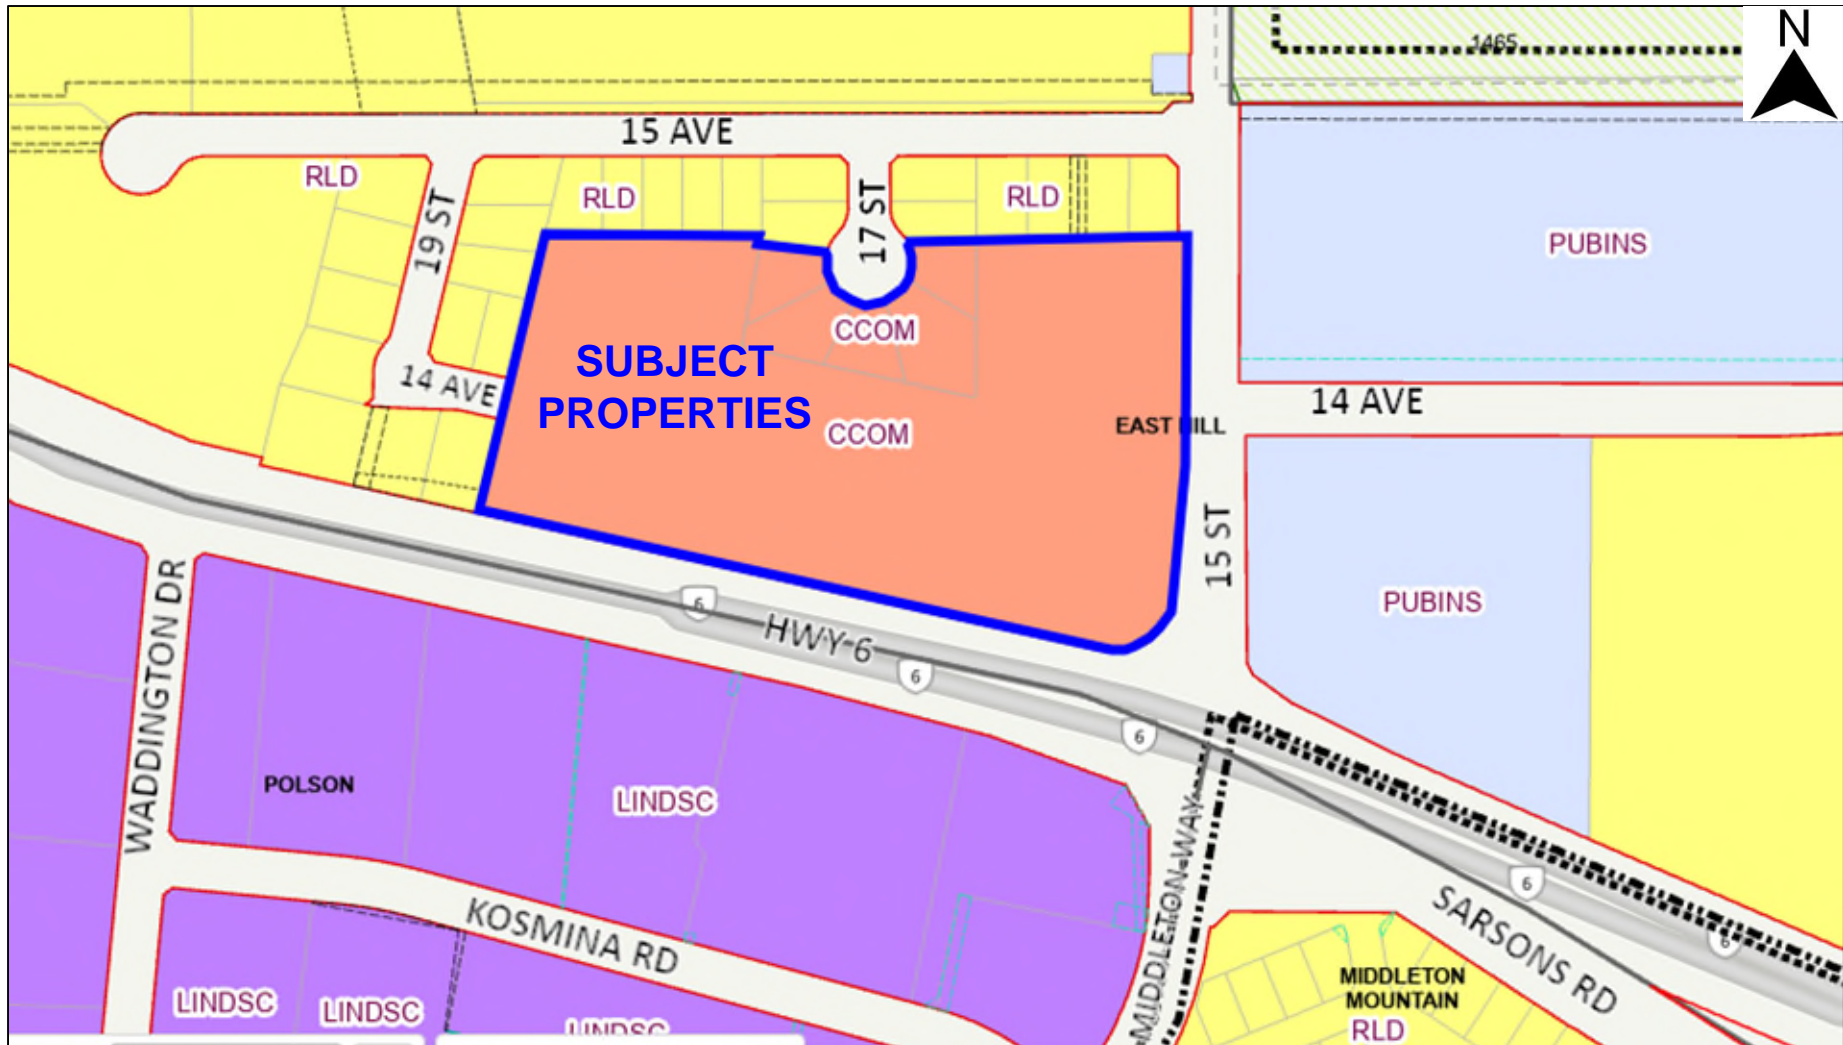 N
1465
15 AVE
RLD
RLD
RLD
19 ST
17 ST
PUBINS
CCOM
SUBJECT
PROPERTIES
14 AVE
14 AVE
CCOM
EAST HILL
15 ST
PUBINS
WADDINGTON DR
6
HWY 6
6
6
POLSON
LINDSC
MIDDLETON WAY
6
SARSONS RD
6
KOSMINA RD
MIDDLETON
MOUNTAIN
RLD
LINDSC
LINDSC
LINDSC